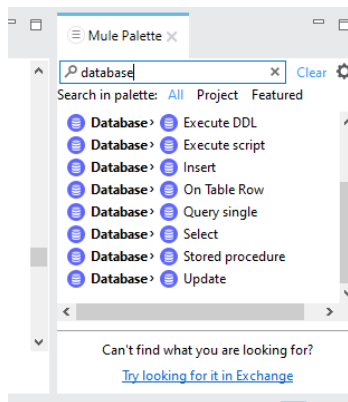 Mule Palette
database
Clear
Search in palette: All Project Featured
Database› Execute DDL
Database› Execute script
Database› Insert
Database› On Table Row
Database› Query single
Database› Select
Database› Stored procedure
Database› Update
Can't find what you are looking for?
Try looking for it in Exchange